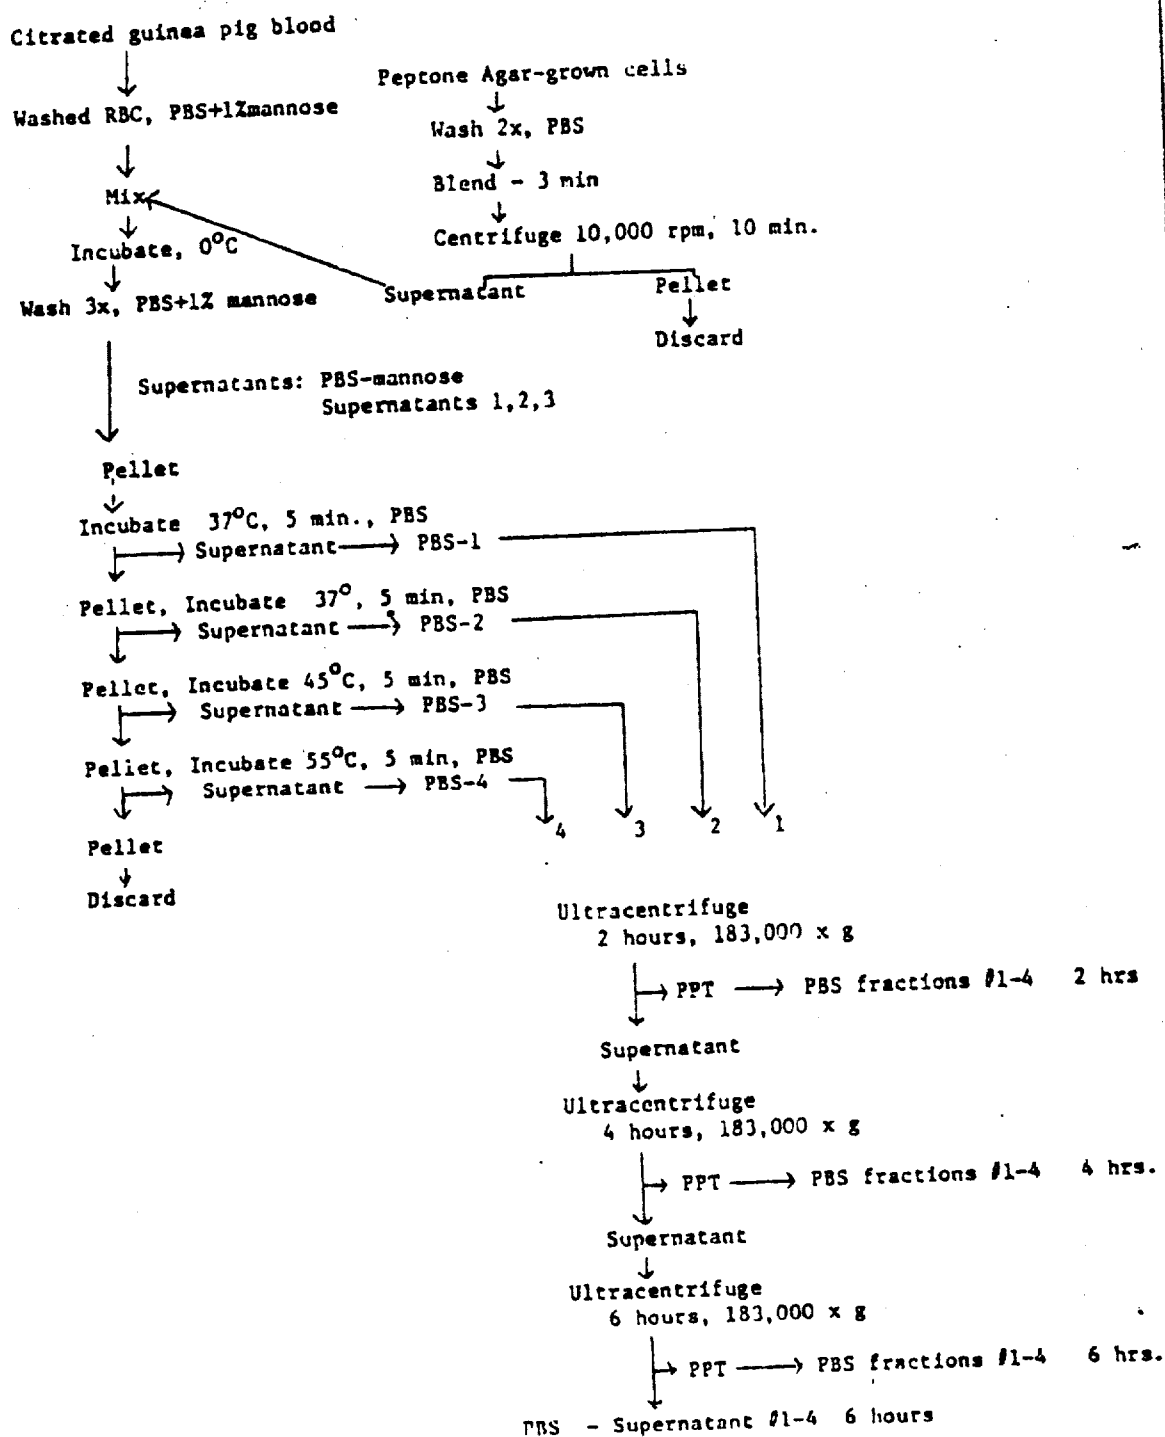 Citrated guinea pig blood
Washed RBC, PBS+1%mannose
Mix
Incubate, 0°C
Wash 3x, PBS+1% mannose
Peptone Agar-grown cells
Wash 2x, PBS
Blend - 3 min
Centrifuge 10,000 rpm, 10 min.
Supernatant
Pellet
Discard
Supernatants: PBS-mannose
Supernatants 1,2,3
Pellet
Incubate 37°C, 5 min., PBS
Supernatant PBS-1
Pellet, Incubate 37°, 5 min, PBS
Supernatant PBS-2
Pellet, Incubate 45°C, 5 min, PBS
Supernatant PBS-3
Pellet, Incubate 55°C, 5 min, PBS
Supernatant PBS-4
4 3 2 1
Pellet
Discard
Ultracentrifuge
2 hours, 183,000 x g
PPT PBS fractions #1-4 2 hrs
Supernatant
Ultracentrifuge
4 hours, 183,000 x g
PPT PBS fractions #1-4 4 hrs.
Supernatant
Ultracentrifuge
6 hours, 183,000 x g
PPT PBS fractions #1-4 6 hrs.
PBS - Supernatant #1-4 6 hours